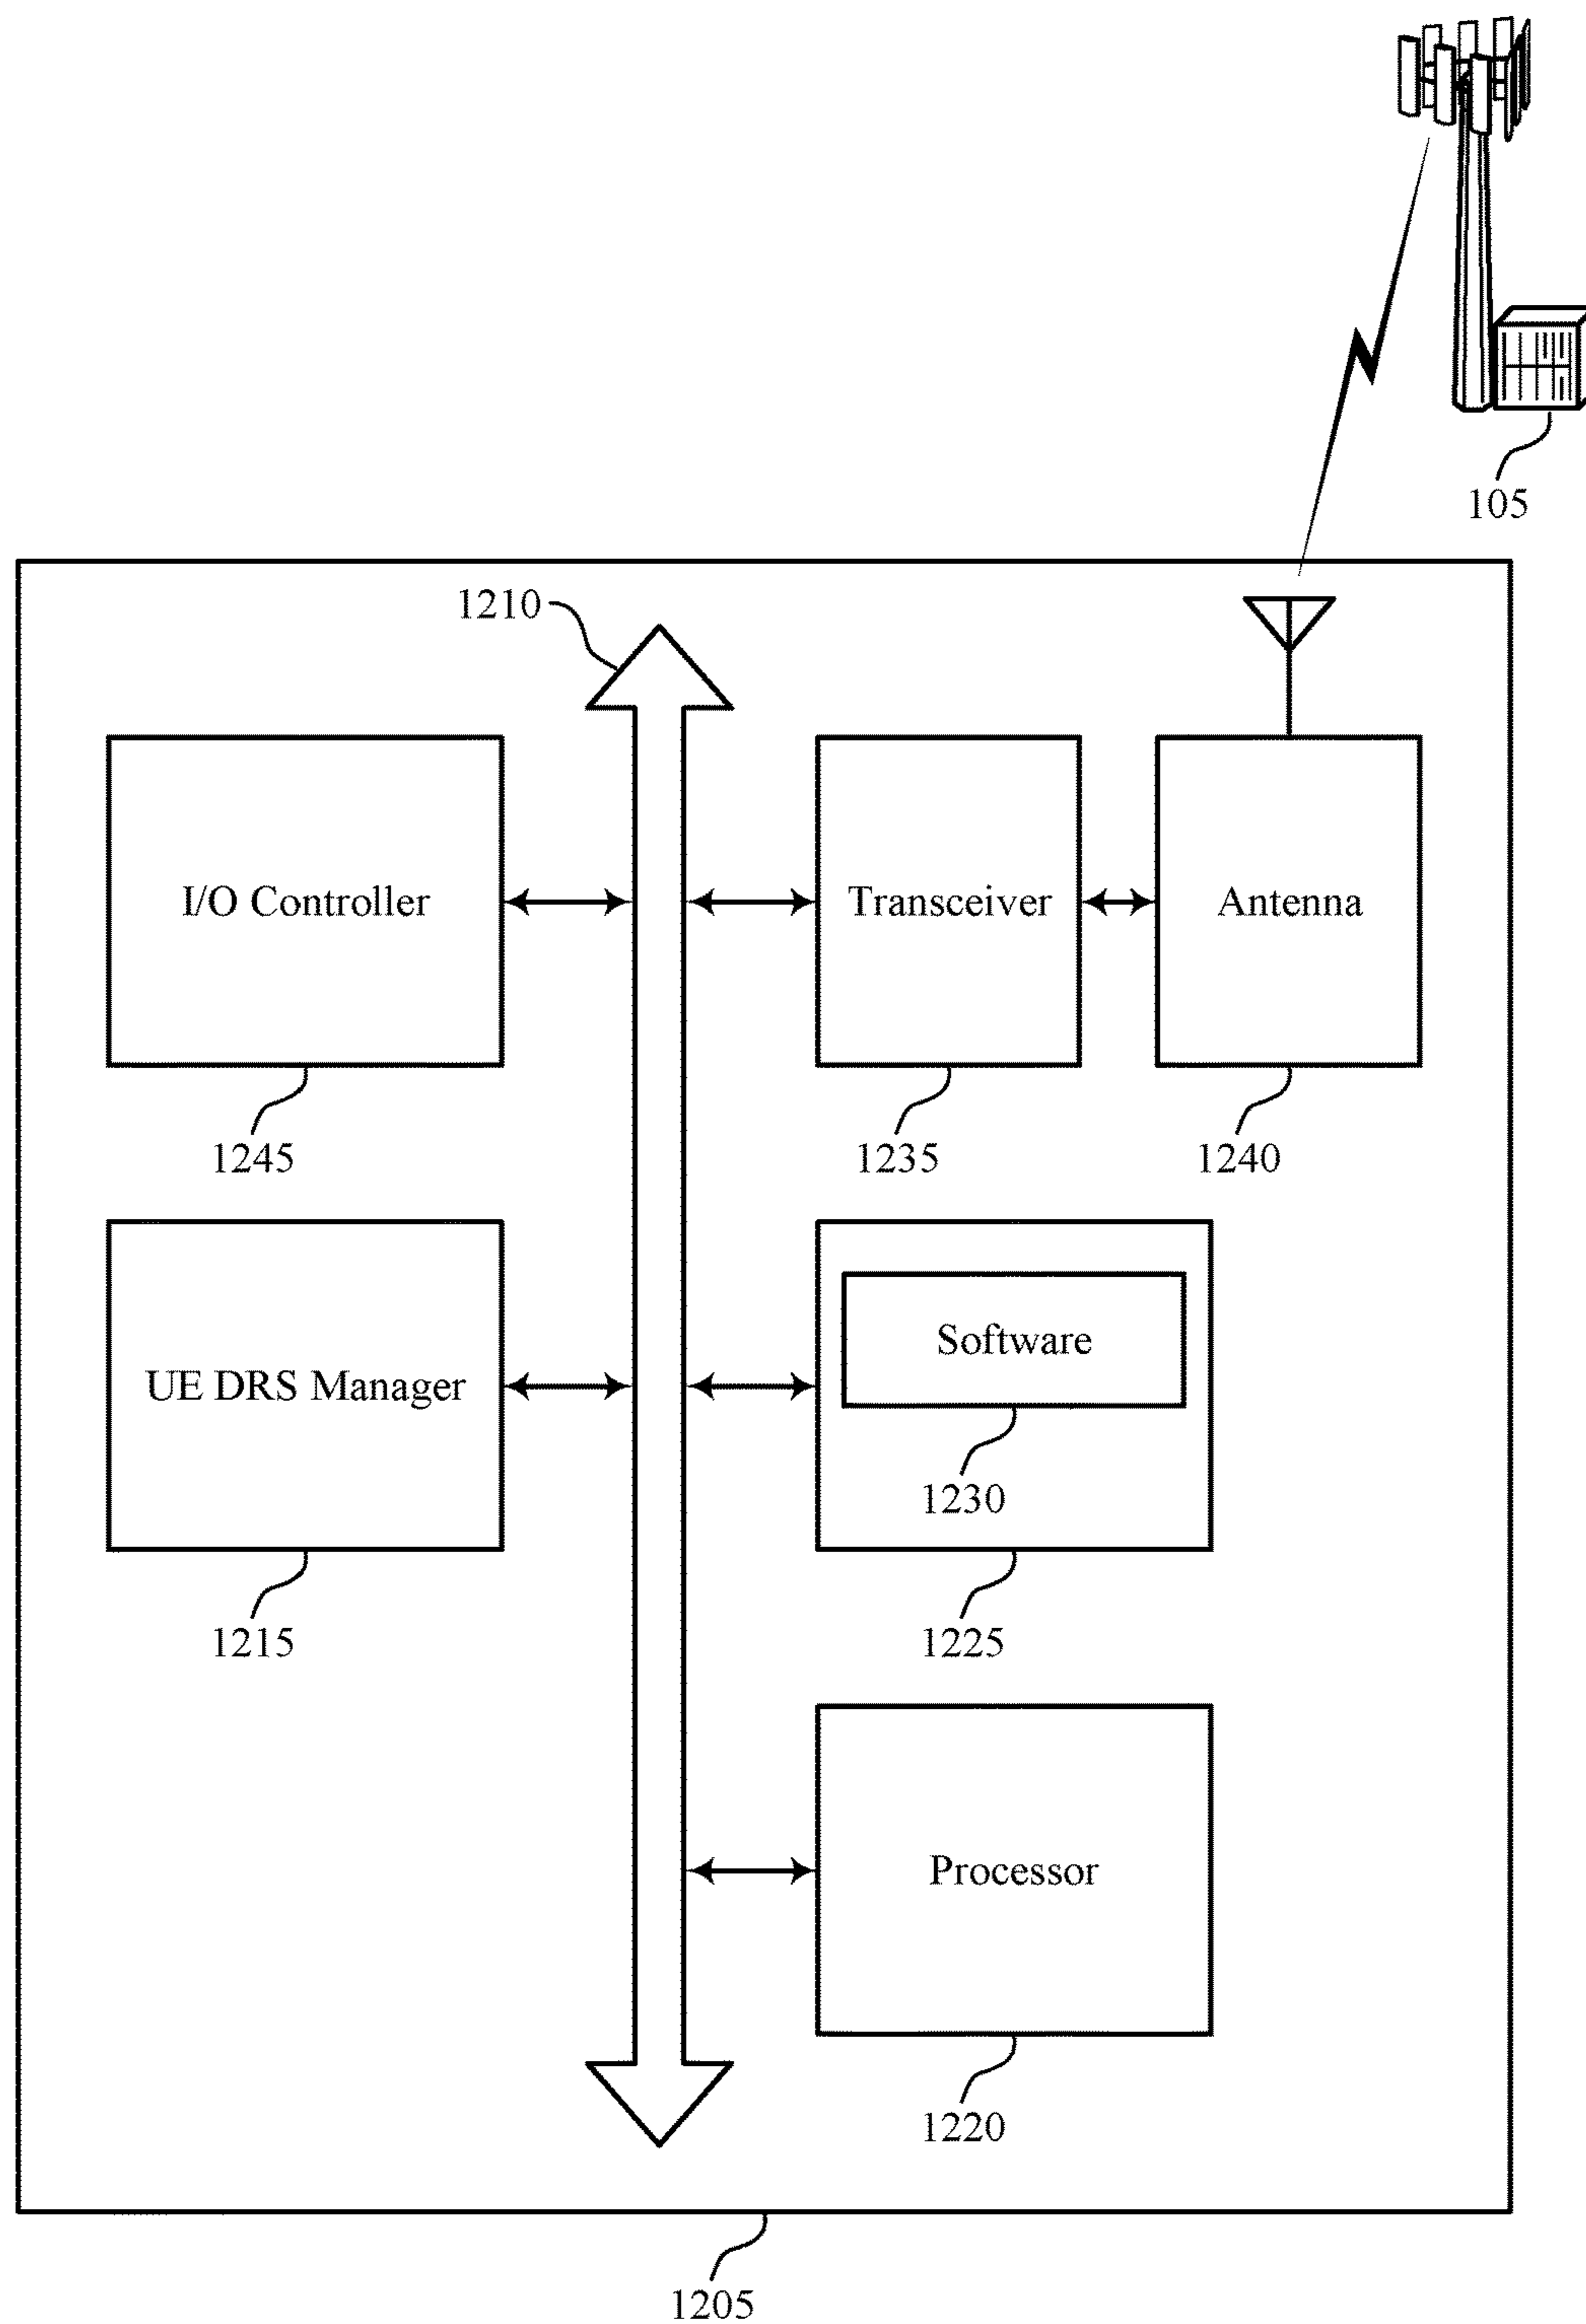 105
1210
I/O Controller
Transceiver
Antenna
1245
1235
1240
UE DRS Manager
Software
1230
1215
1225
Processor
1220
1205